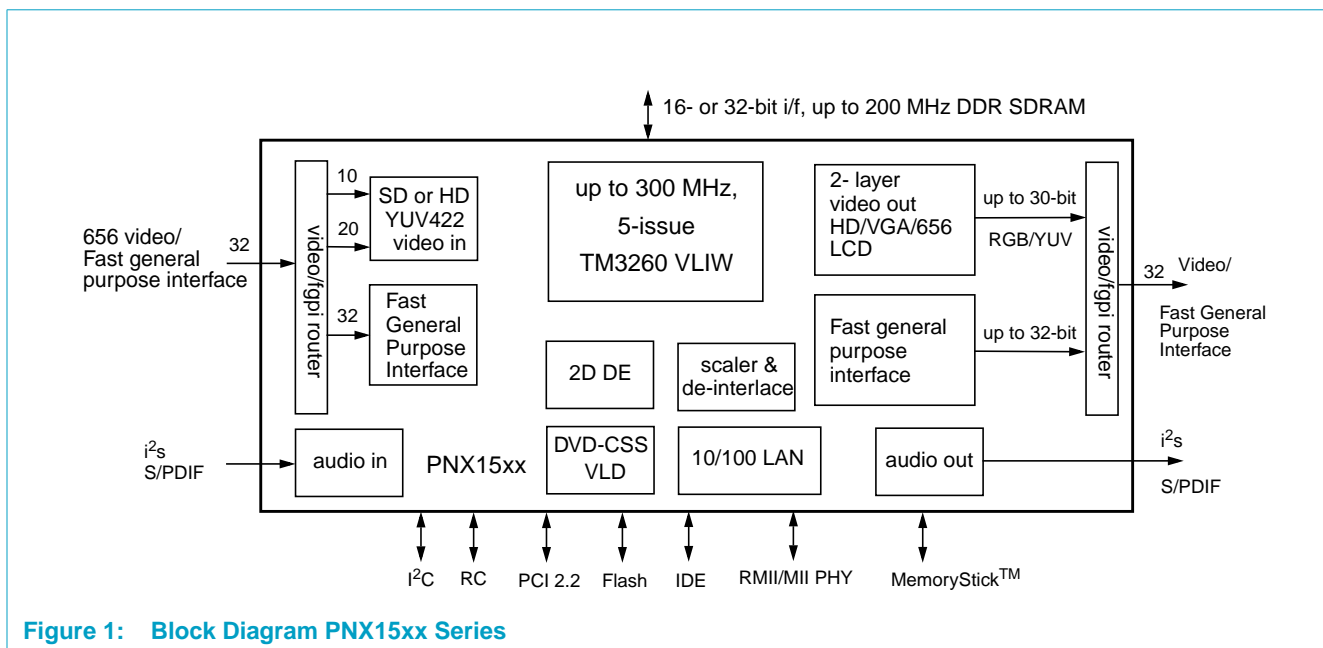 16- or 32-bit i/f, up to 200 MHz DDR SDRAM
656 video/
Fast general
purpose interface
32
video/fgpi router
10
20
SD or HD
YUV422
video in
32
Fast
General
Purpose
Interface
up to 300 MHz,
5-issue
TM3260 VLIW
2- layer
video out
HD/VGA/656
LCD
up to 30-bit
RGB/YUV
Fast general
purpose
interface
up to 32-bit
video/fgpi router
32
Video/
Fast General
Purpose
Interface
2D DE
scaler &
de-interlace
i²s
S/PDIF
audio in
PNX15xx
DVD-CSS
VLD
10/100 LAN
audio out
i²s
S/PDIF
I²C
RC
PCI 2.2
Flash
IDE
RMII/MII PHY
MemoryStick™
Figure 1: Block Diagram PNX15xx Series